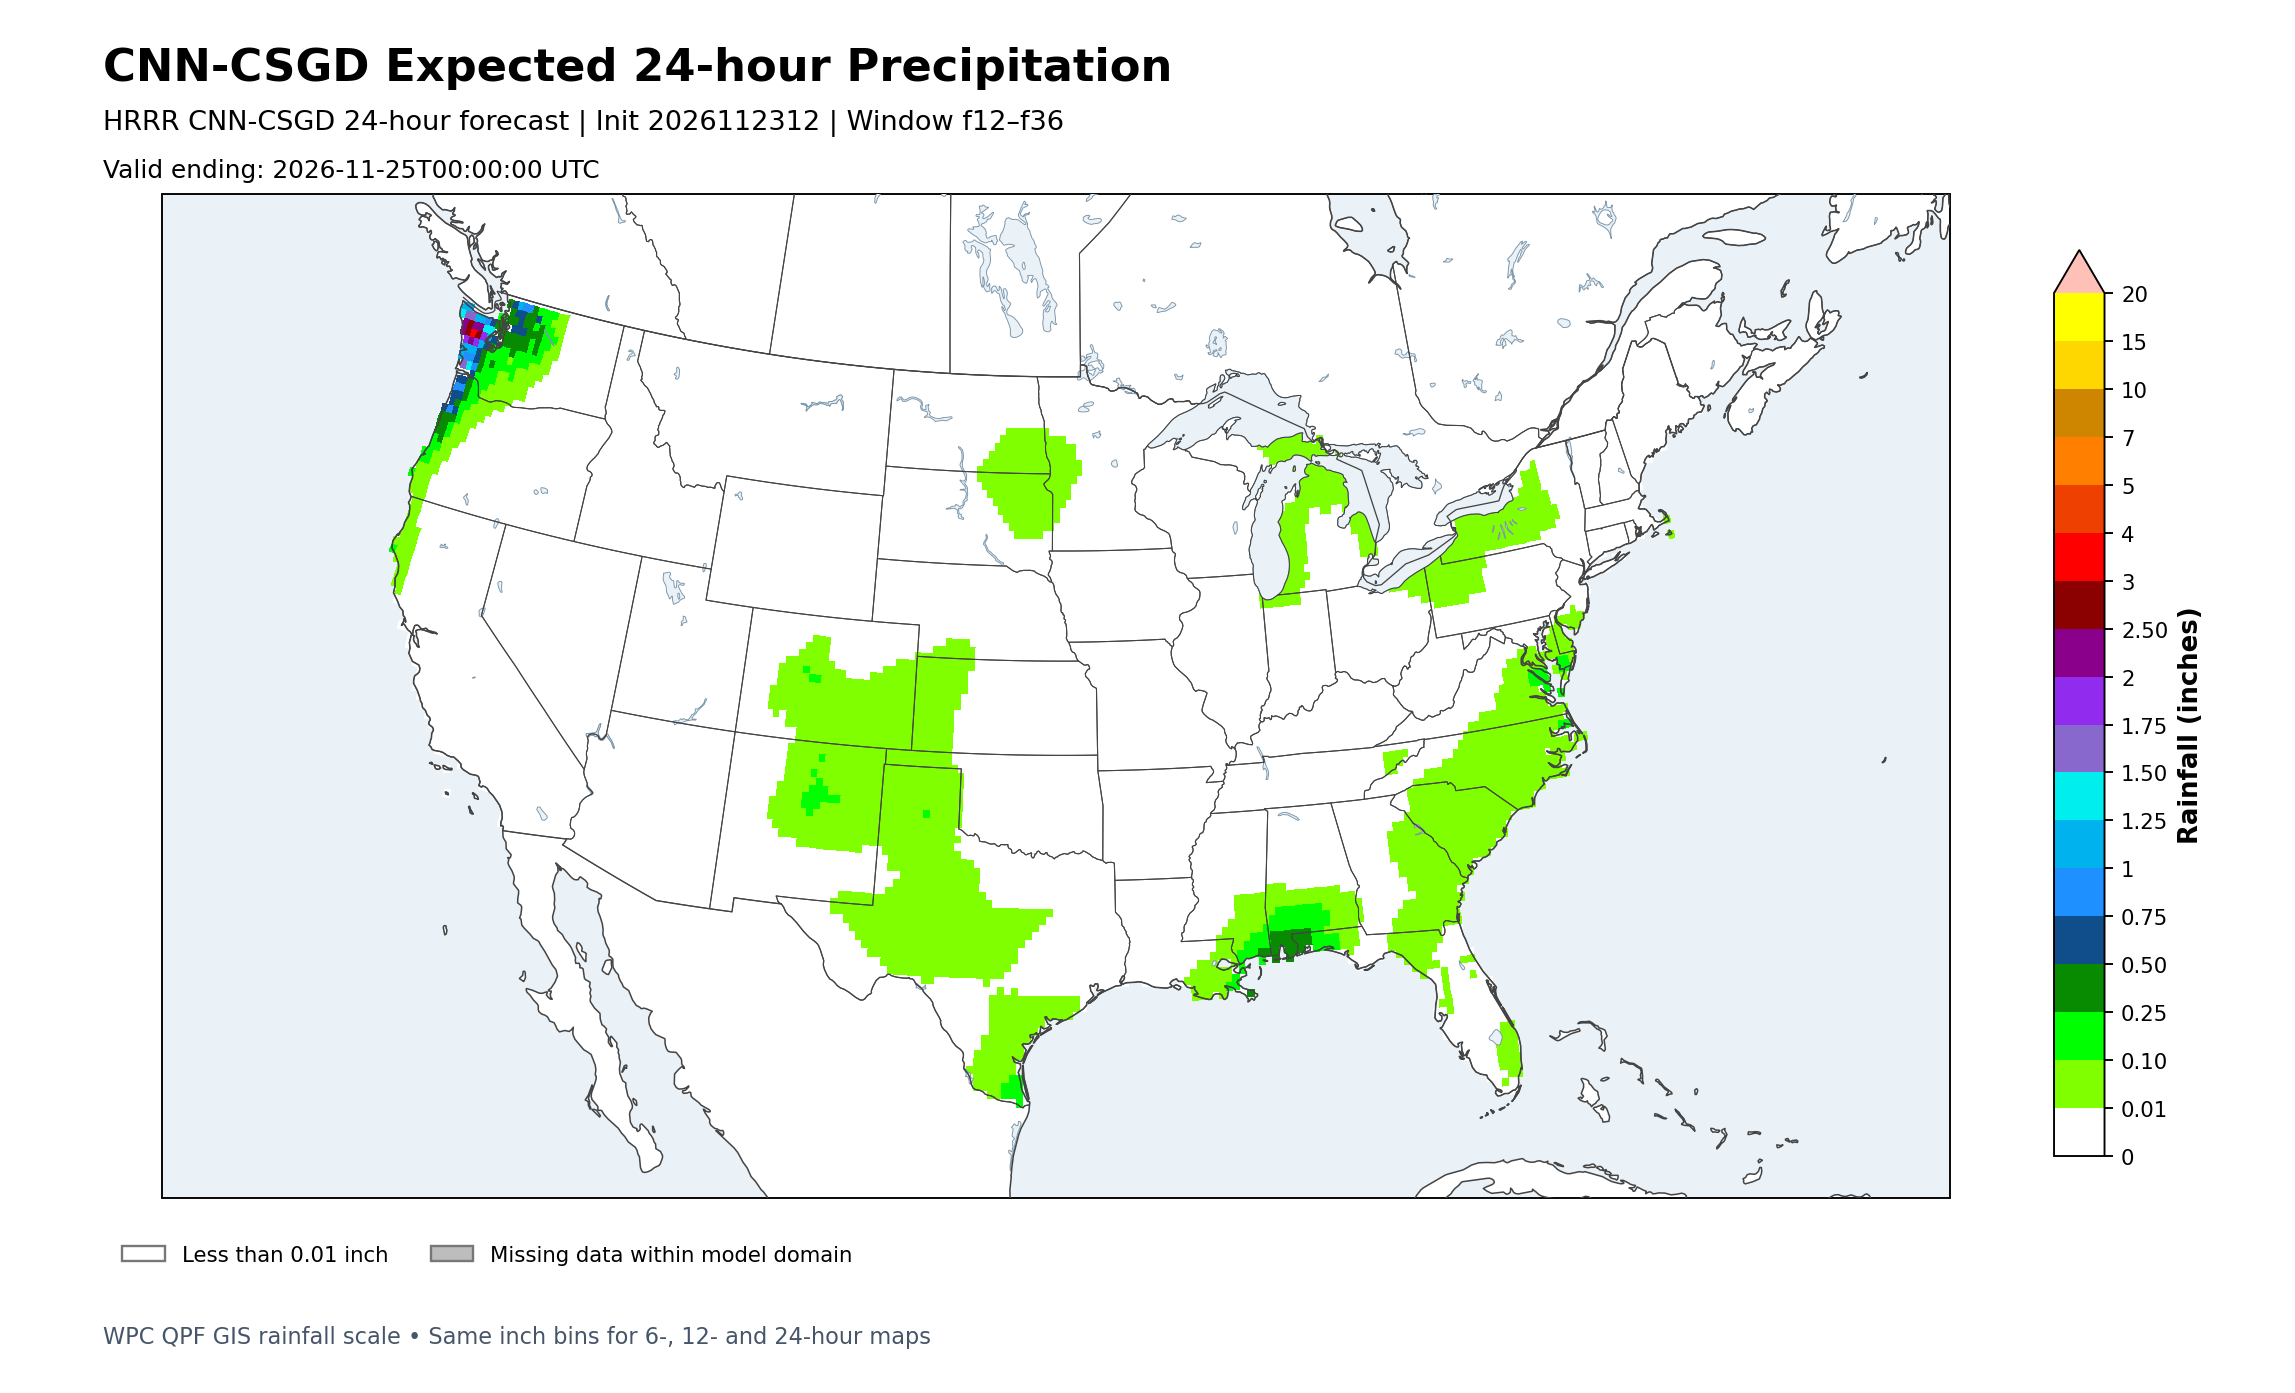 CNN-CSGD Expected 24-hour Precipitation
HRRR CNN-CSGD 24-hour forecast | Init 2026112312 | Window f12–f36
Valid ending: 2026-11-25T00:00:00 UTC
20
15
10
7
5
4
3
2.50
2
1.75
1.50
1.25
1
0.75
0.50
0.25
0.10
0.01
0
Rainfall (inches)
Less than 0.01 inch
Missing data within model domain
WPC QPF GIS rainfall scale • Same inch bins for 6-, 12- and 24-hour maps